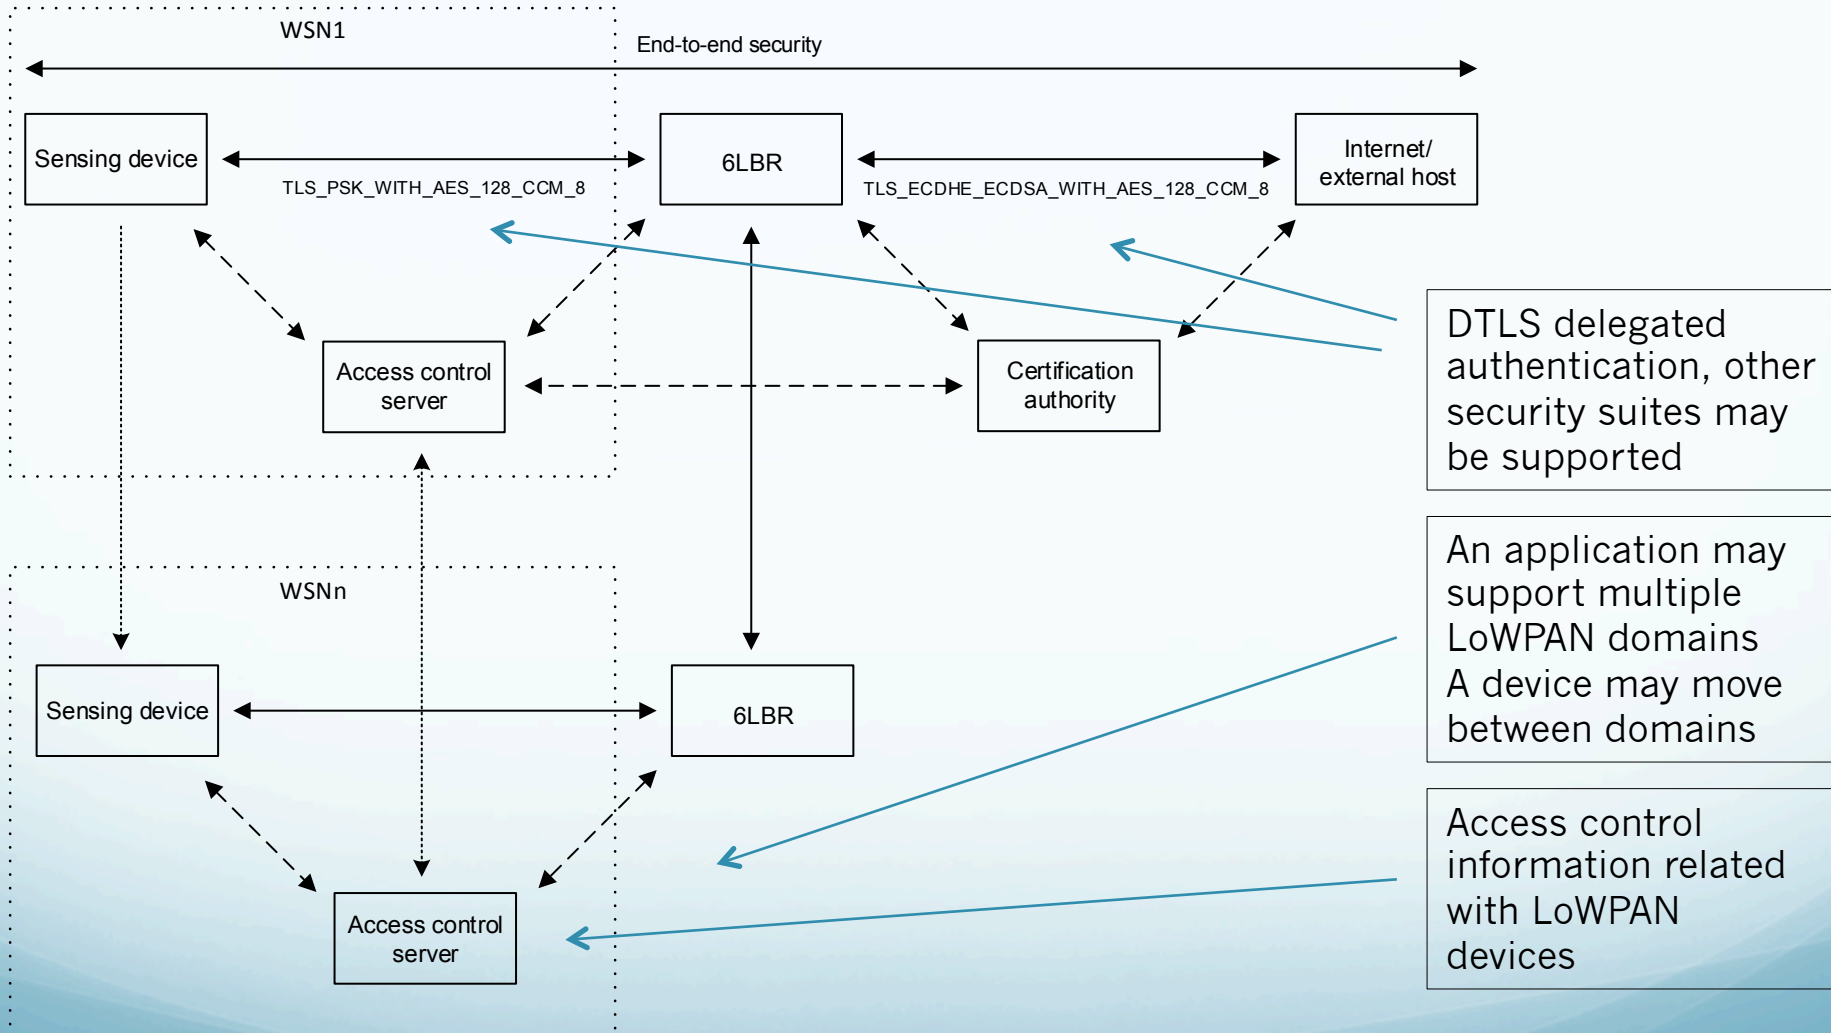 WSN1
End-to-end security
Sensing device
TLS_PSK_WITH_AES_128_CCM_8
6LBR
TLS_ECDHE_ECDSA_WITH_AES_128_CCM_8
Internet/
external host
Access control
server
Certification
authority
DTLS delegated
authentication, other
security suites may
be supported
WSNn
Sensing device
6LBR
Access control
server
An application may
support multiple
LoWPAN domains
A device may move
between domains
Access control
information related
with LoWPAN
devices